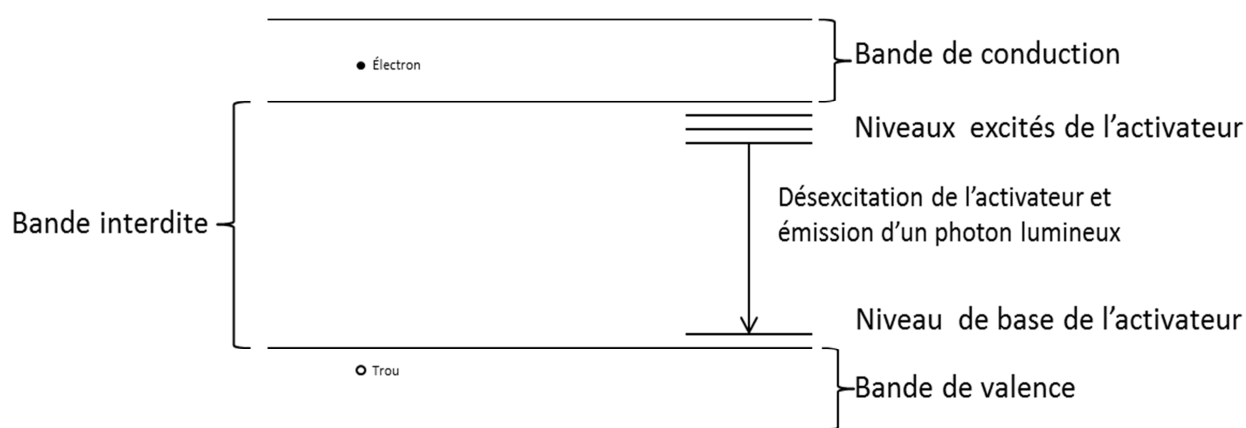 Bande de conduction
Électron
Niveaux excités de l’activateur
Désexcitation de l’activateur et
émission d’un photon lumineux
Bande interdite
Niveau de base de l’activateur
Trou
Bande de valence